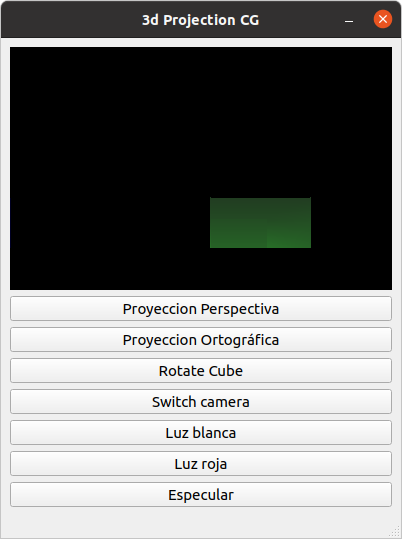 3d Projection CG
Proyeccion Perspectiva
Proyeccion Ortográfica
Rotate Cube
Switch camera
Luz blanca
Luz roja
Especular